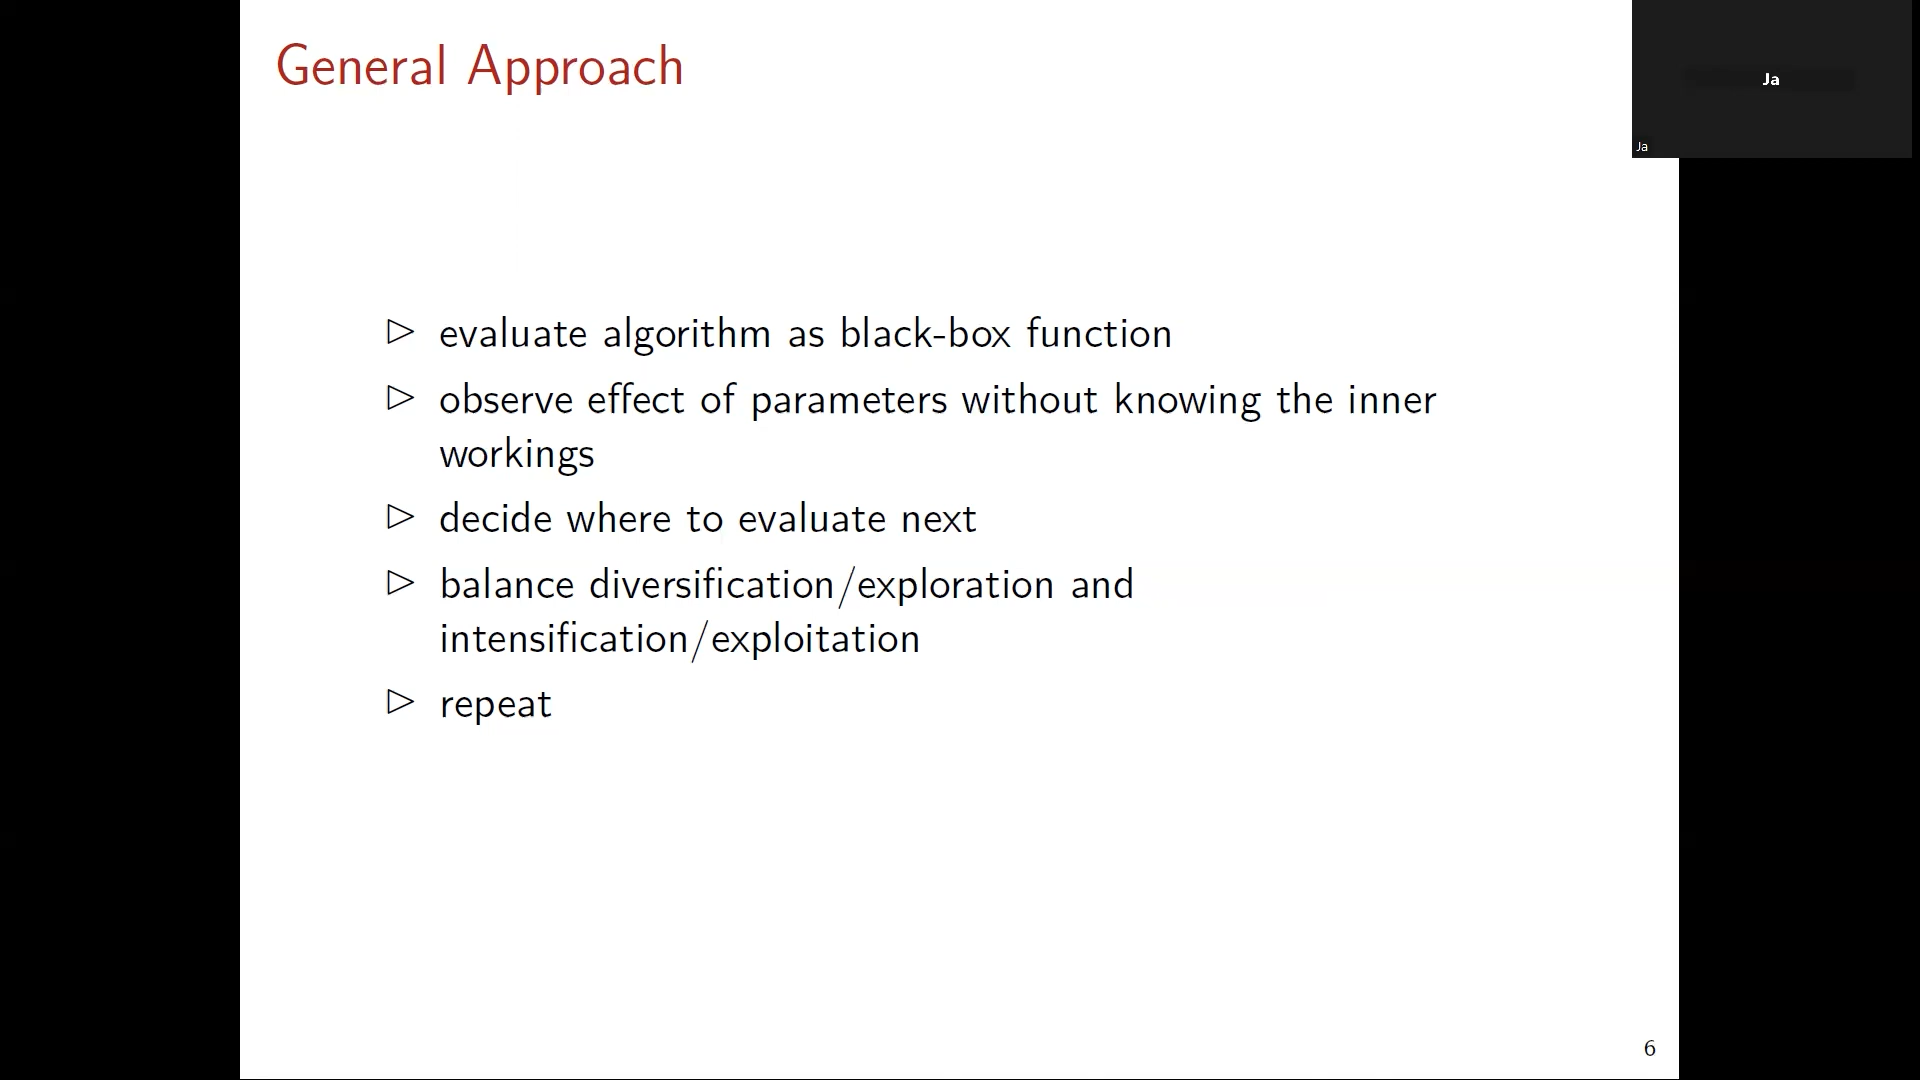 General Approach
Ja
Ja
▷ evaluate algorithm as black-box function
▷ observe effect of parameters without knowing the inner
workings
▷ decide where to evaluate next
▷ balance diversification/exploration and
intensification/exploitation
▷ repeat
6